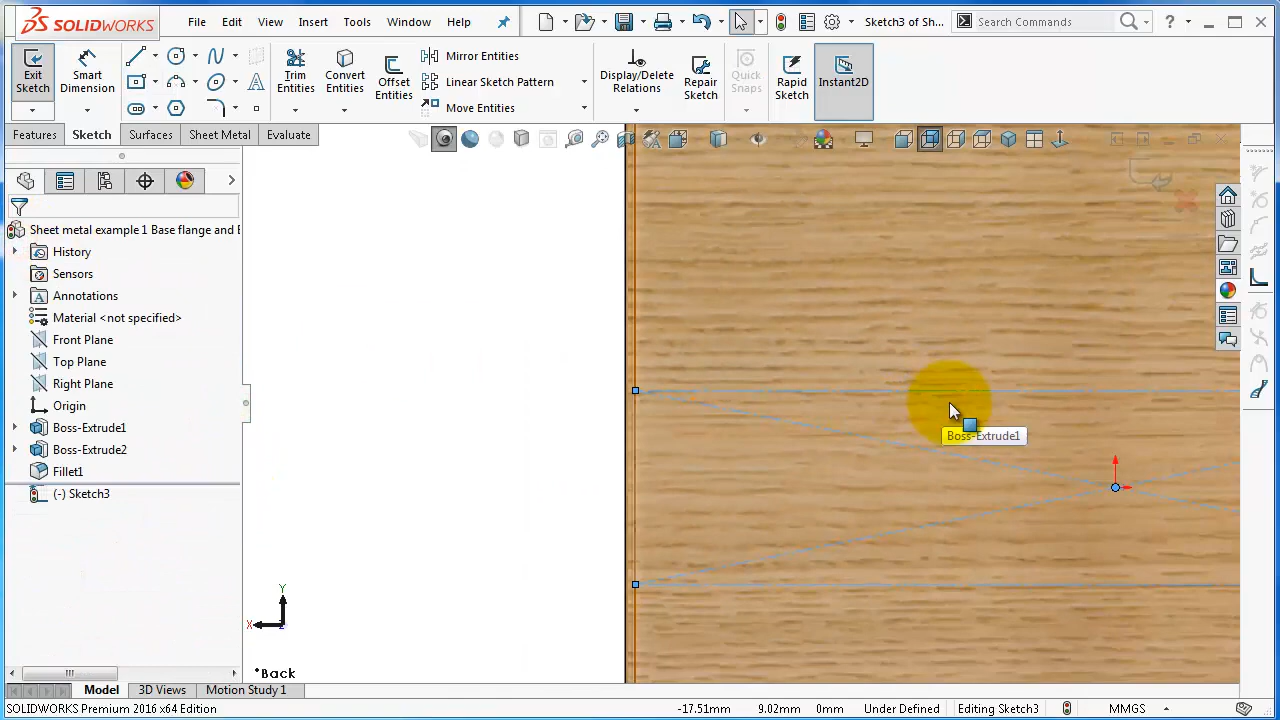 SOLIDWORKS File Edit View Insert Tools Window Help Sketch3 of Sh... Search Commands ?
Exit Sketch
Smart Dimension
Trim Entities
Convert Entities
Offset Entities
Mirror Entities
Linear Sketch Pattern
Move Entities
Display/Delete Relations
Repair Sketch
Quick Snaps
Rapid Sketch
Instant2D
Features Sketch Surfaces Sheet Metal Evaluate
Sheet metal example 1 Base flange and E
History
Sensors
Annotations
Material <not specified>
Front Plane
Top Plane
Right Plane
Origin
Boss-Extrude1
Boss-Extrude2
Fillet1
(-) Sketch3
Boss-Extrude1
Y
X
*Back
Model 3D Views Motion Study 1
SOLIDWORKS Premium 2016 x64 Edition -17.51mm 9.02mm 0mm Under Defined Editing Sketch3 MMGS